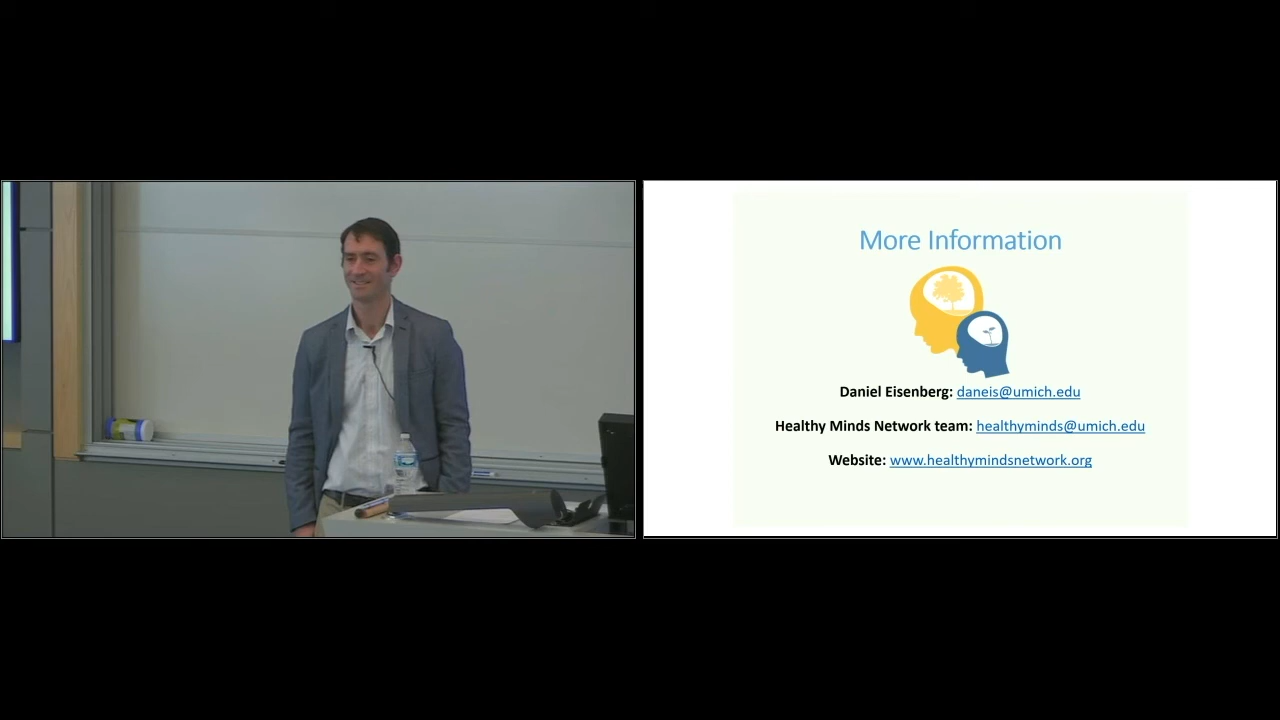 More Information
Daniel Eisenberg: daneis@umich.edu
Healthy Minds Network team: healthyminds@umich.edu
Website: www.healthymindsnetwork.org